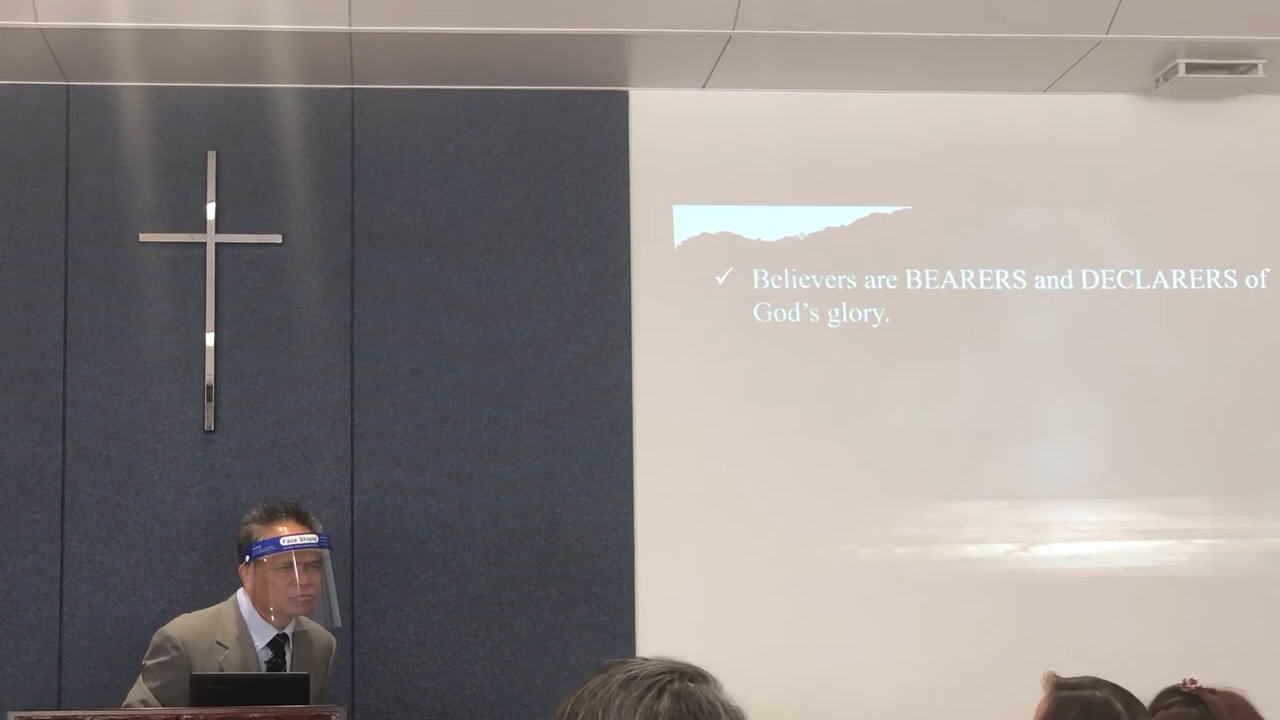 ✓ Believers are BEARERS and DECLARERS of
God's glory.
Face Shield